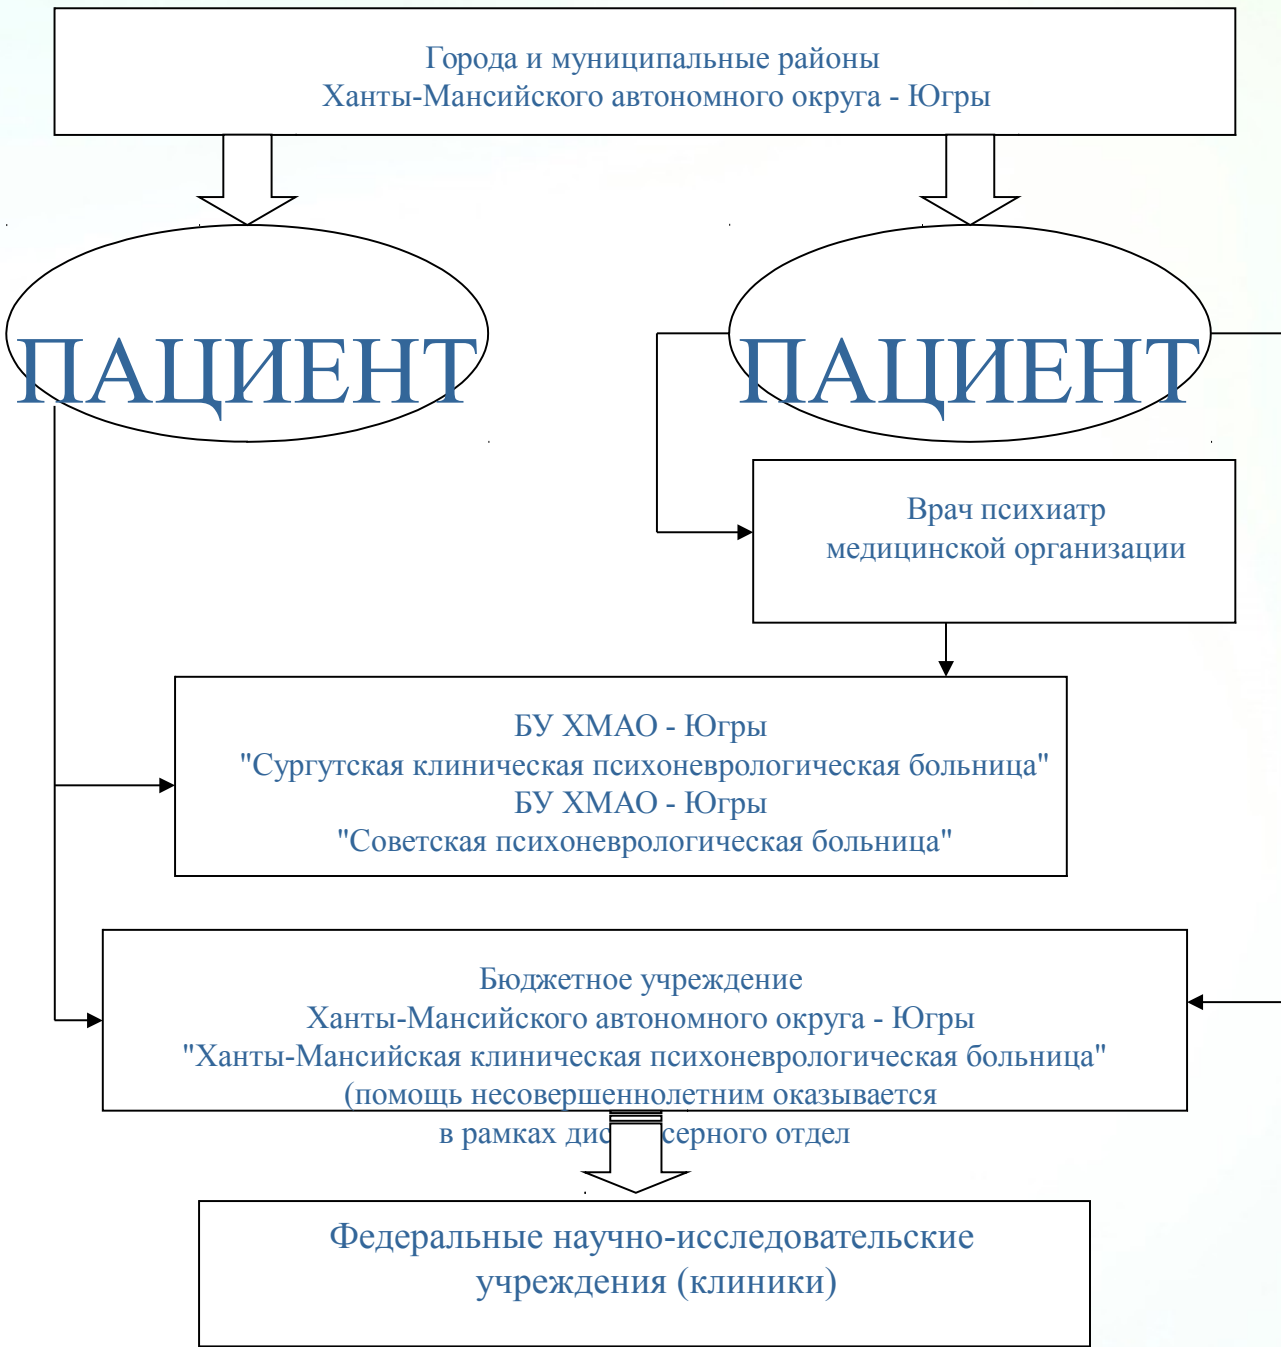 Города и муниципальные районы
Ханты-Мансийского автономного округа - Югры
ПАЦИЕНТ
ПАЦИЕНТ
Врач психиатр
медицинской организации
БУ ХМАО - Югры
"Сургутская клиническая психоневрологическая больница"
БУ ХМАО - Югры
"Советская психоневрологическая больница"
Бюджетное учреждение
Ханты-Мансийского автономного округа - Югры
"Ханты-Мансийская клиническая психоневрологическая больница"
(помощь несовершеннолетним оказывается
в рамках отдел
Федеральные научно-исследовательские
учреждения (клиники)